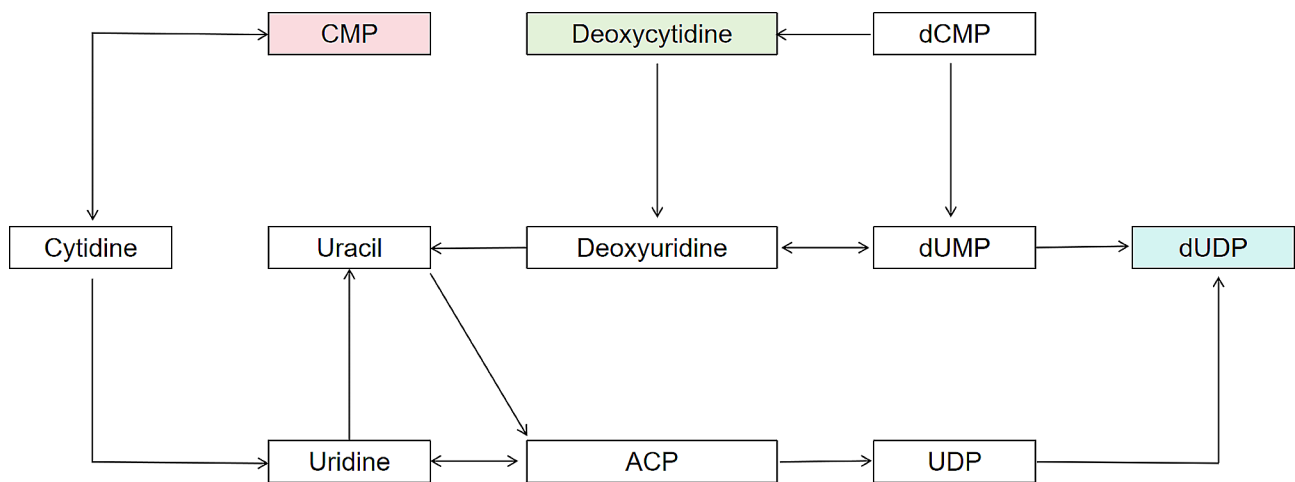 CMP
Deoxycytidine
dCMP
Cytidine
Uracil
Deoxyuridine
dUMP
dUDP
Uridine
ACP
UDP